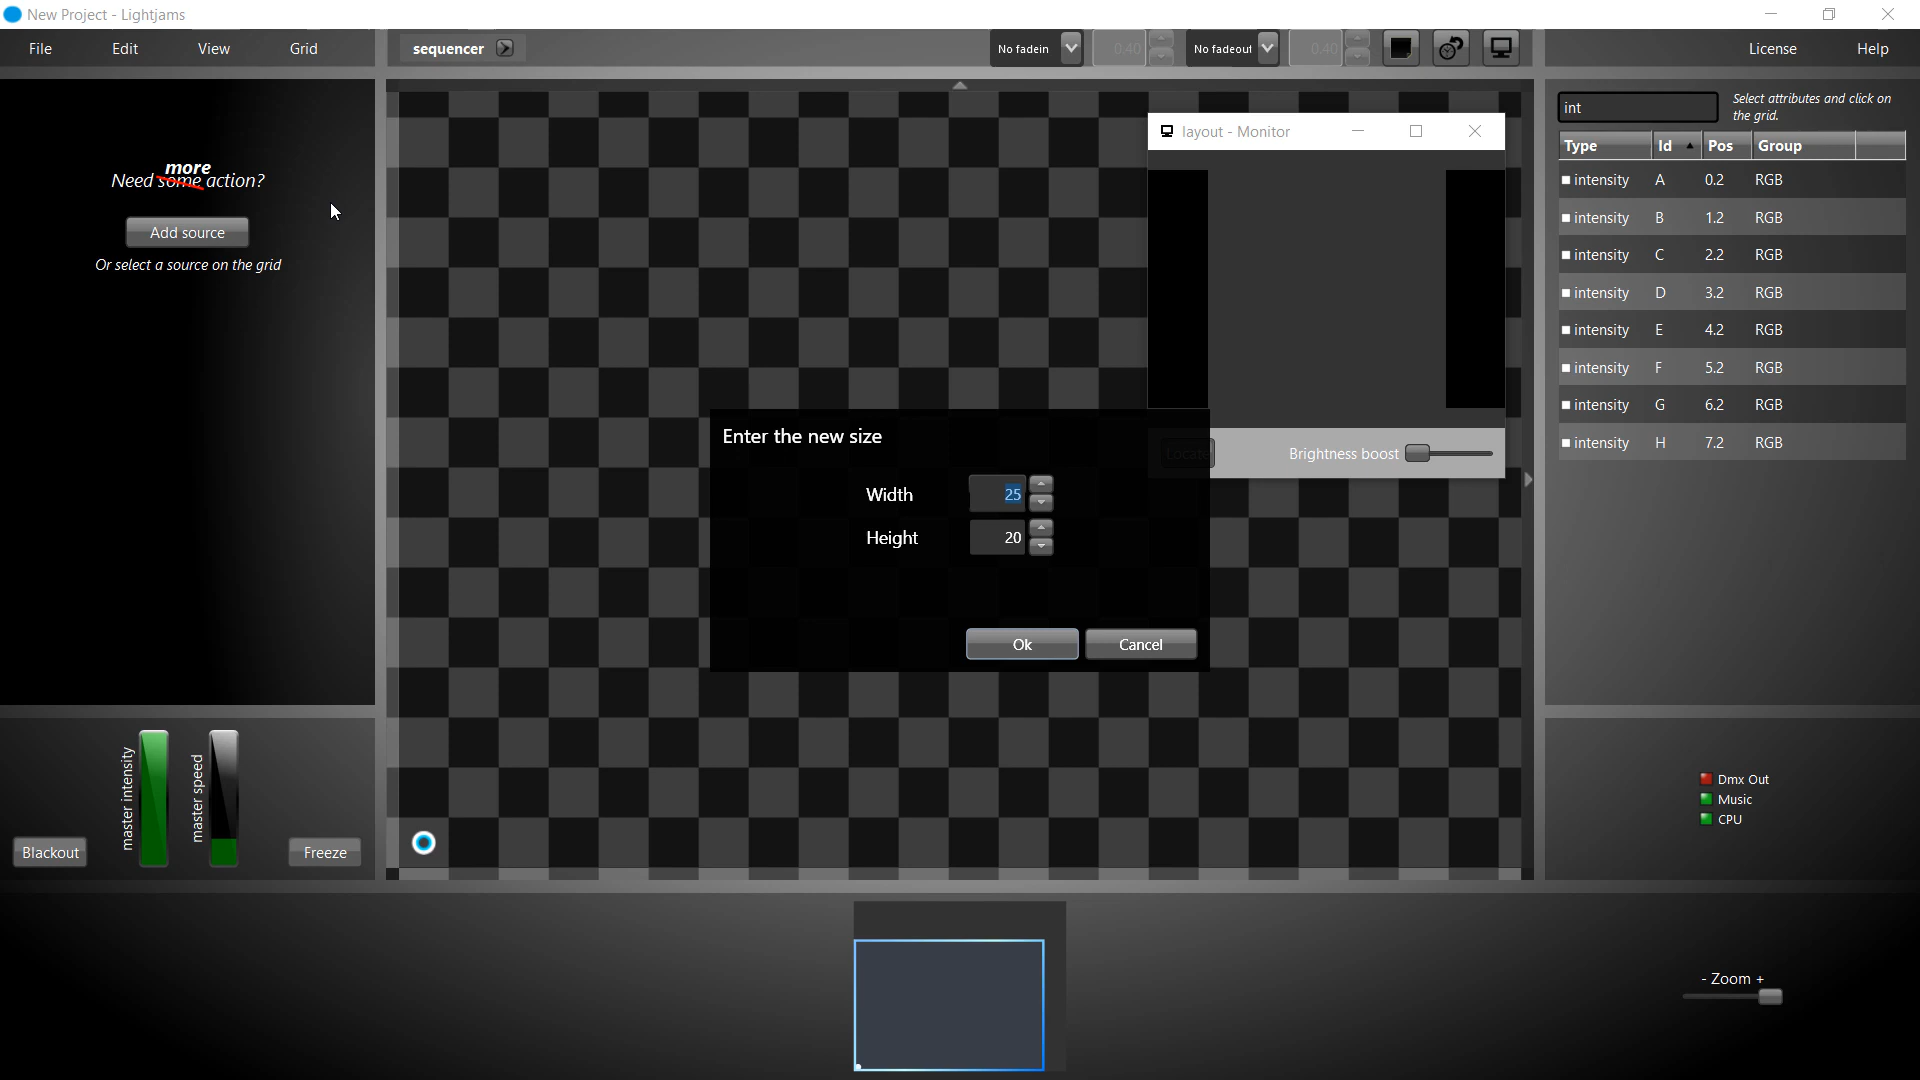 New Project - Lightjams
File
Edit
View
Grid
sequencer
No fadein
0:40
No fadeout
0:40
License
Help
more
Need some action?
Add source
Or select a source on the grid
layout - Monitor
Locate
Brightness boost
Enter the new size
Width
25
Height
20
Ok
Cancel
int
Select attributes and click on
the grid.
Type Id Pos Group
intensity A 0.2 RGB
intensity B 1.2 RGB
intensity C 2.2 RGB
intensity D 3.2 RGB
intensity E 4.2 RGB
intensity F 5.2 RGB
intensity G 6.2 RGB
intensity H 7.2 RGB
master intensity
master speed
Blackout
Freeze
Dmx Out
Music
CPU
- Zoom +